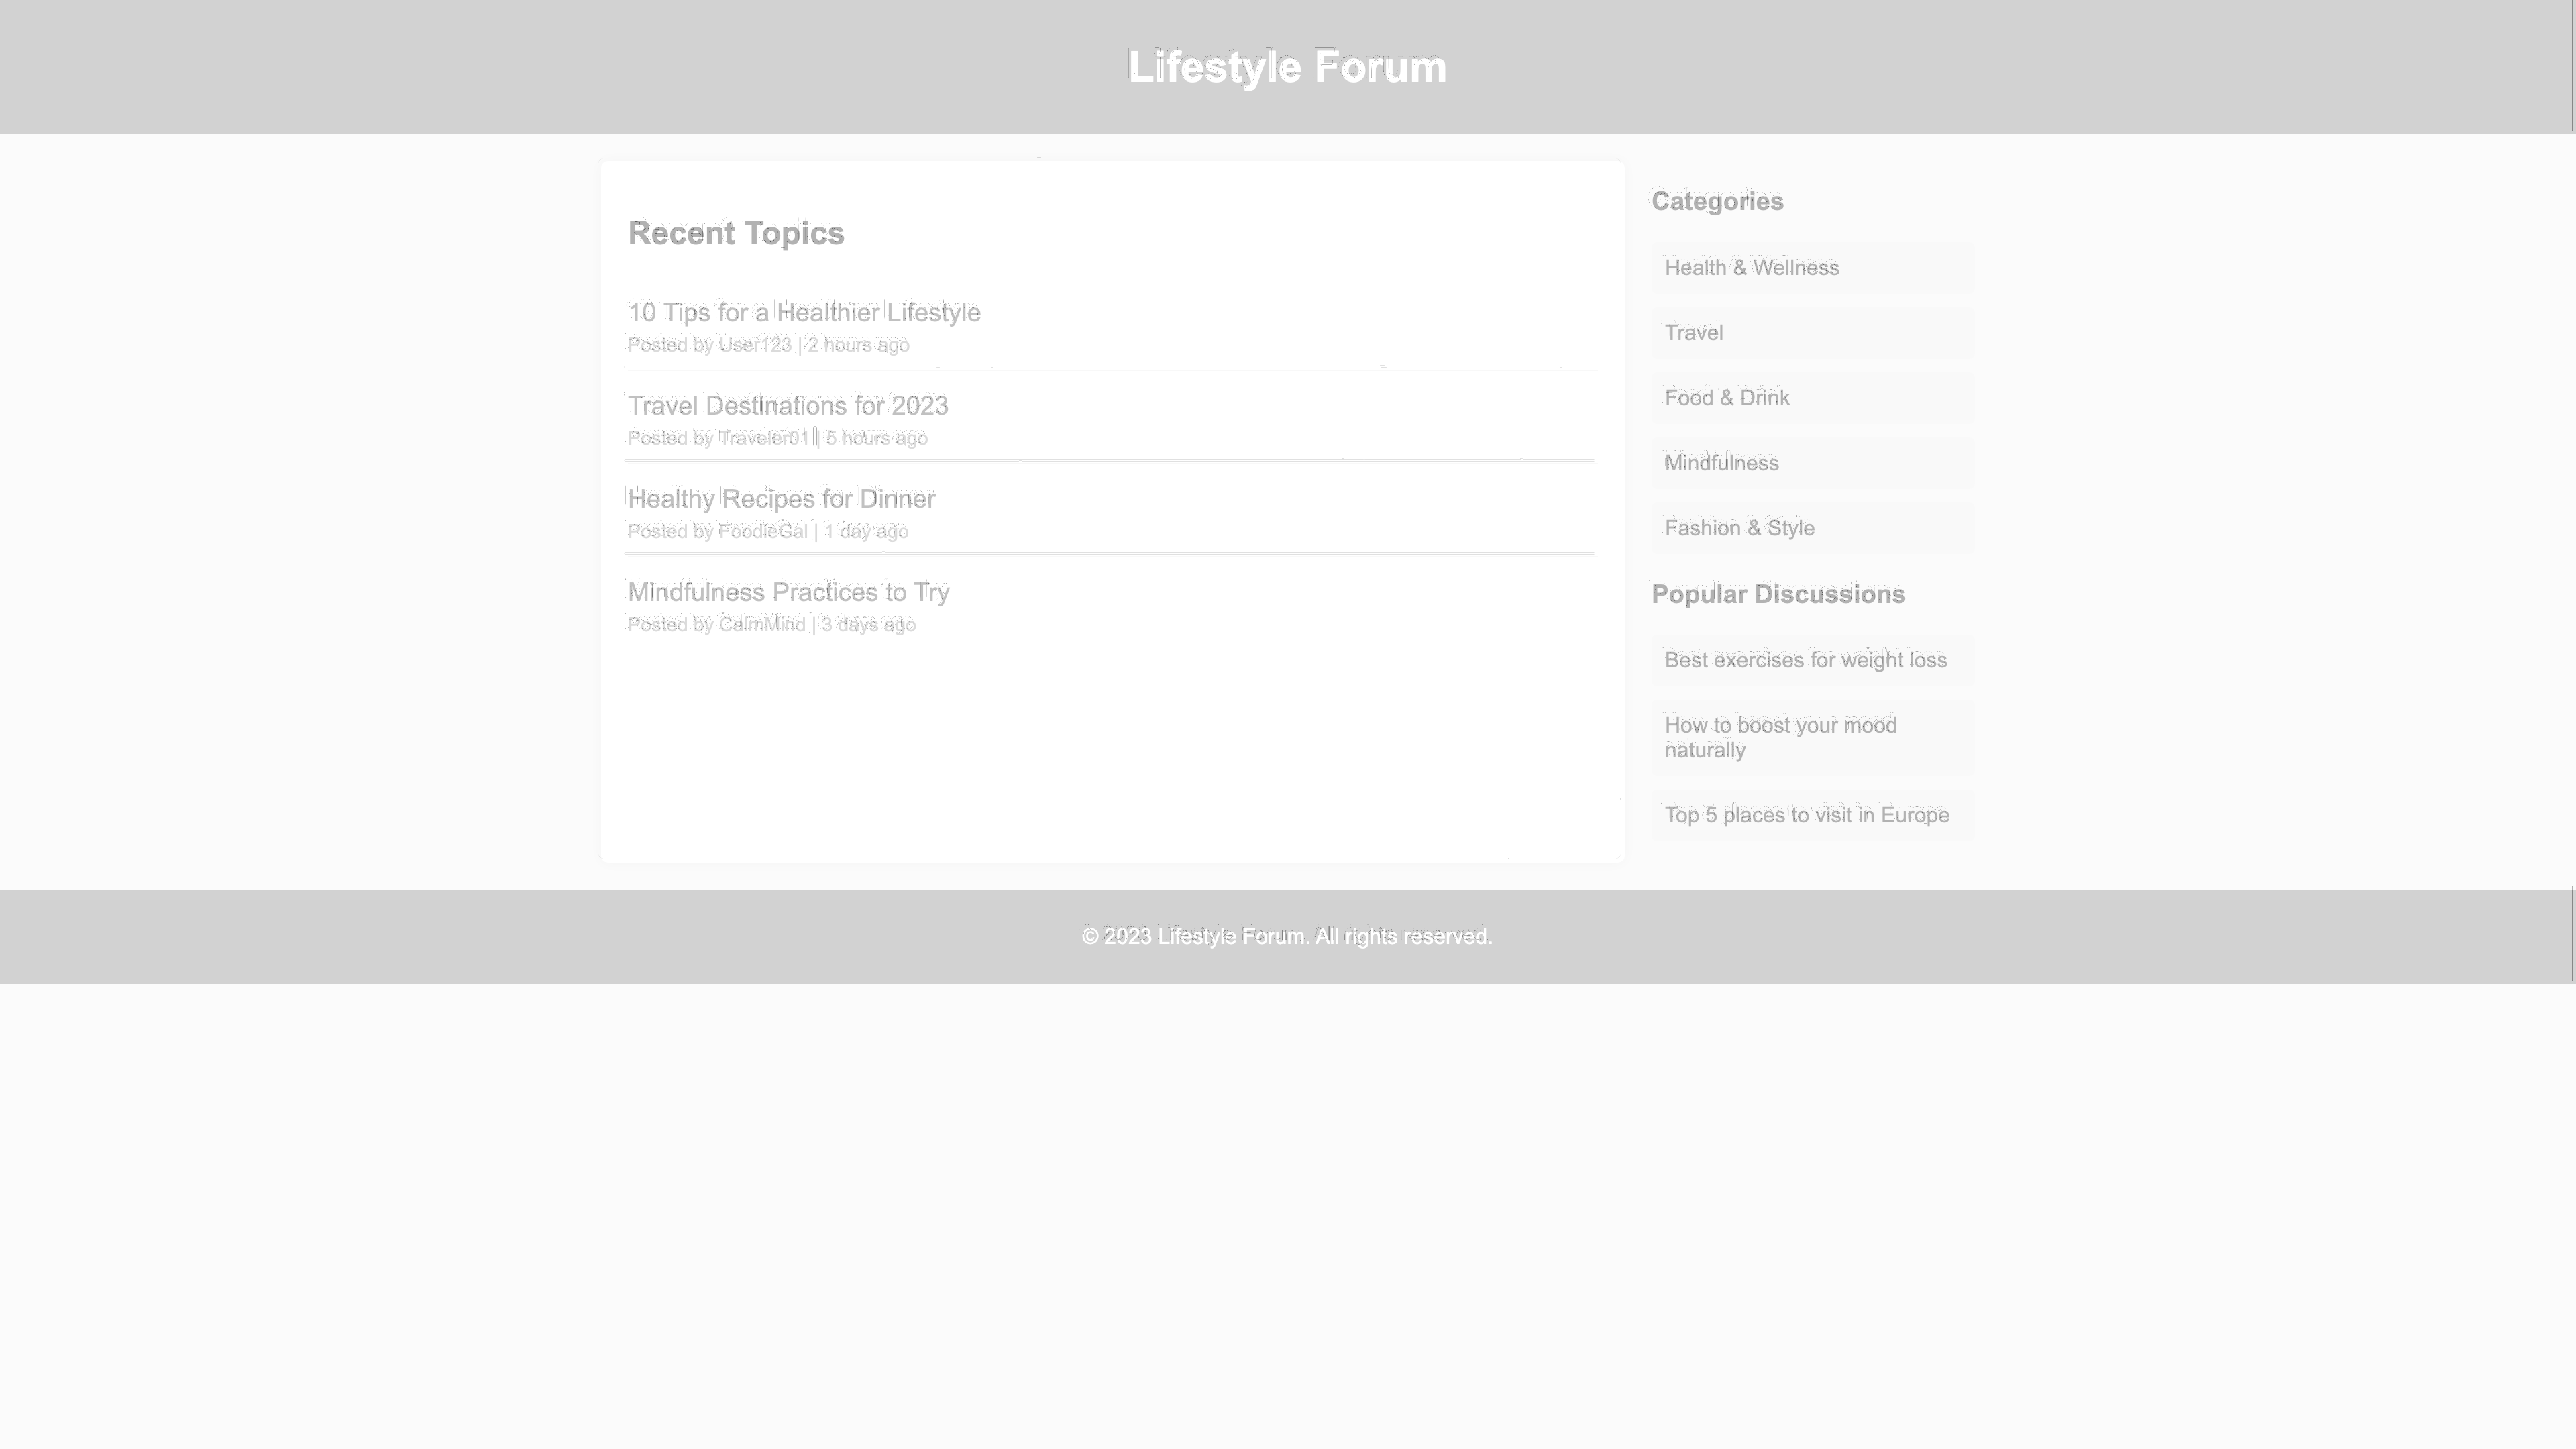 Lifestyle Forum
Recent Topics
10 Tips for a Healthier Lifestyle
Posted by User123 | 2 hours ago
Travel Destinations for 2023
Posted by Traveler01 | 5 hours ago
Healthy Recipes for Dinner
Posted by FoodieGal | 1 day ago
Mindfulness Practices to Try
Posted by CalmMind | 3 days ago
Categories
Health & Wellness
Travel
Food & Drink
Mindfulness
Fashion & Style
Popular Discussions
Best exercises for weight loss
How to boost your mood
naturally
Top 5 places to visit in Europe
© 2023 Lifestyle Forum. All rights reserved.